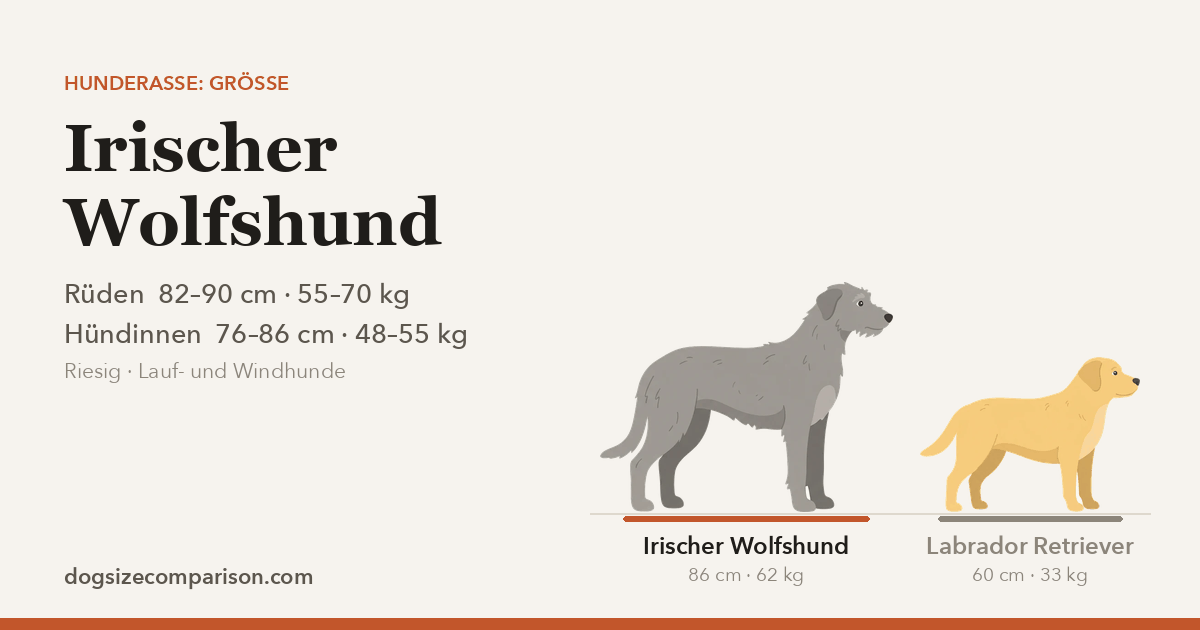 HUNDERASSE: GRÖSSE
Irischer
Wolfshund
Rüden 82–90 cm · 55–70 kg
Hündinnen 76–86 cm · 48–55 kg
Riesig · Lauf- und Windhunde
Irischer Wolfshund
86 cm · 62 kg
Labrador Retriever
60 cm · 33 kg
dogsizecomparison.com